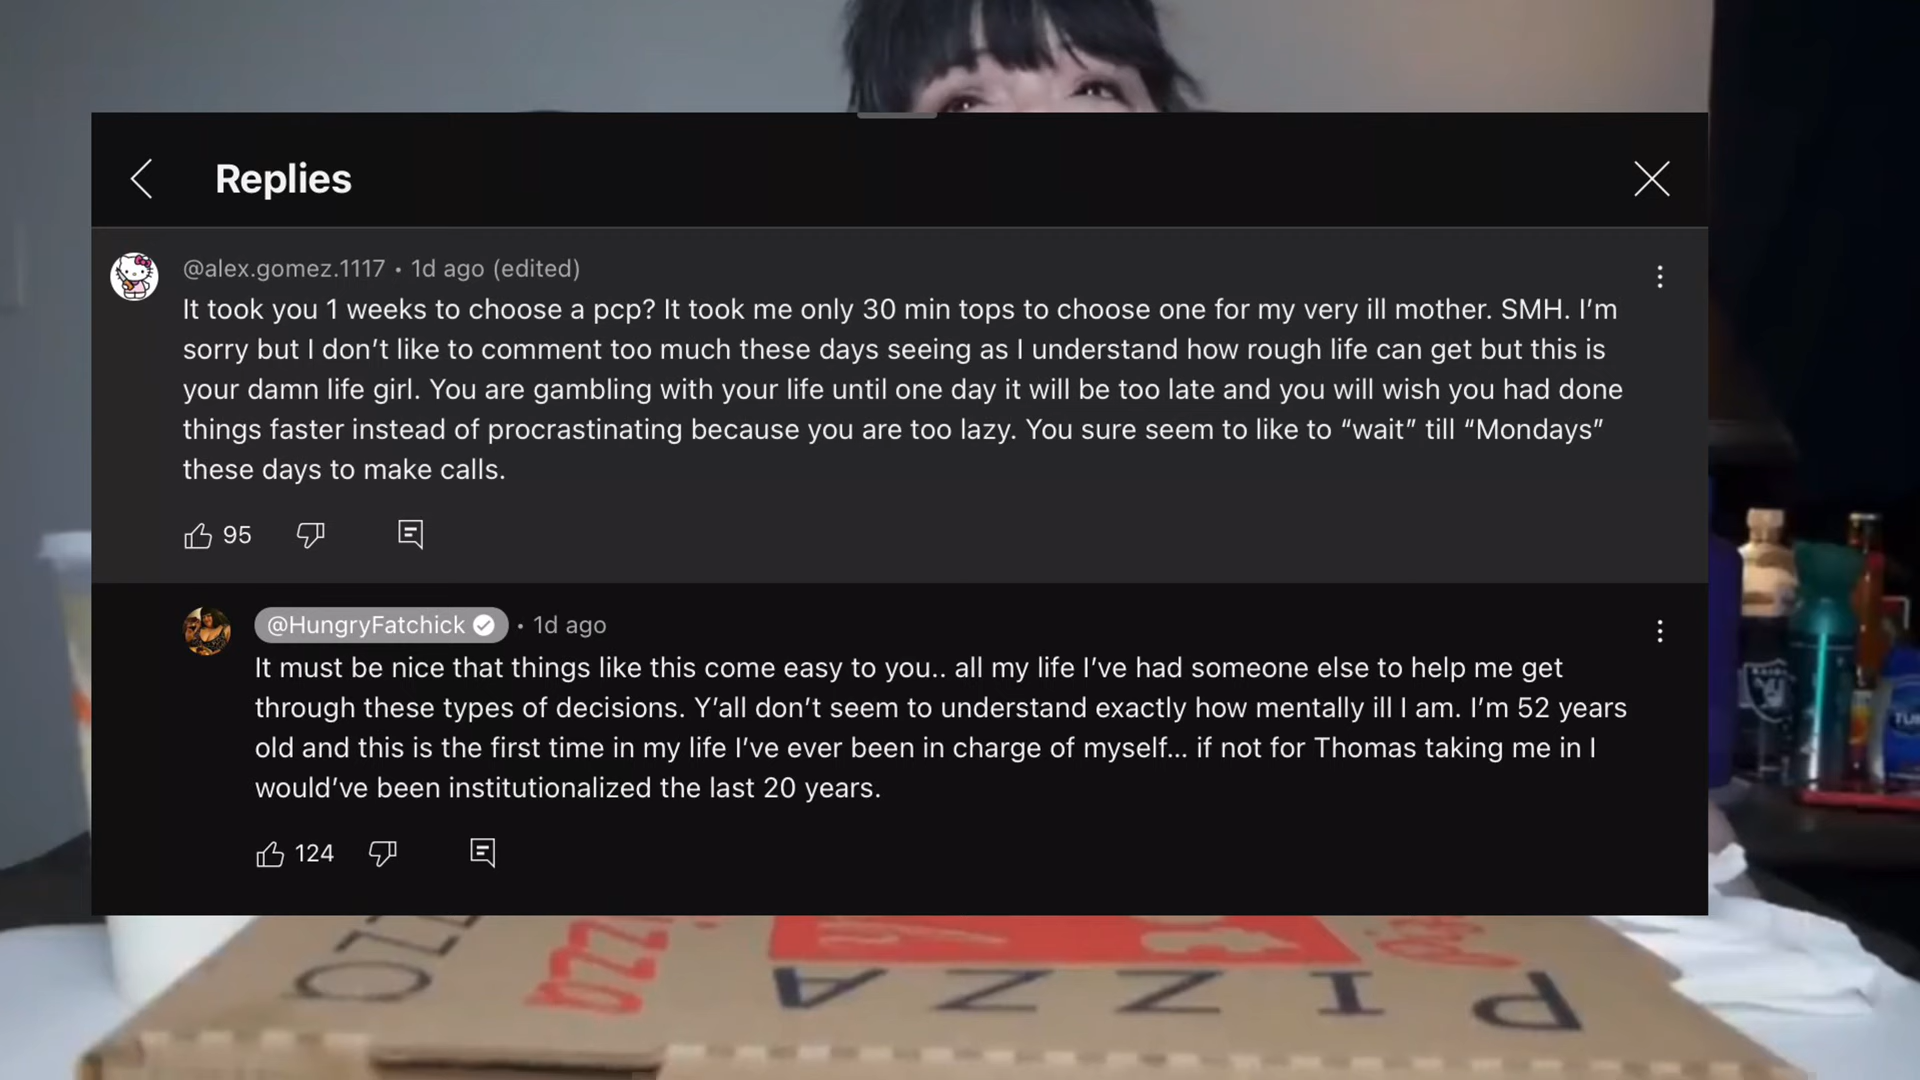 Replies
@alex.gomez.1117 • 1d ago (edited)
It took you 1 weeks to choose a pcp? It took me only 30 min tops to choose one for my very ill mother. SMH. I’m
sorry but I don’t like to comment too much these days seeing as I understand how rough life can get but this is
your damn life girl. You are gambling with your life until one day it will be too late and you will wish you had done
things faster instead of procrastinating because you are too lazy. You sure seem to like to “wait” till “Mondays”
these days to make calls.
95
@HungryFatchick • 1d ago
It must be nice that things like this come easy to you.. all my life I’ve had someone else to help me get
through these types of decisions. Y’all don’t seem to understand exactly how mentally ill I am. I’m 52 years
old and this is the first time in my life I’ve ever been in charge of myself... if not for Thomas taking me in I
would’ve been institutionalized the last 20 years.
124
PIZZA